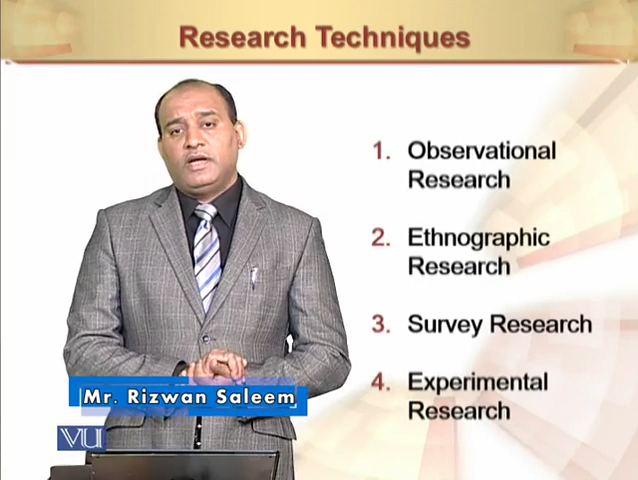 Research Techniques
1. Observational
Research
2. Ethnographic
Research
3. Survey Research
4. Experimental
Research
Mr. Rizwan Saleem
VU